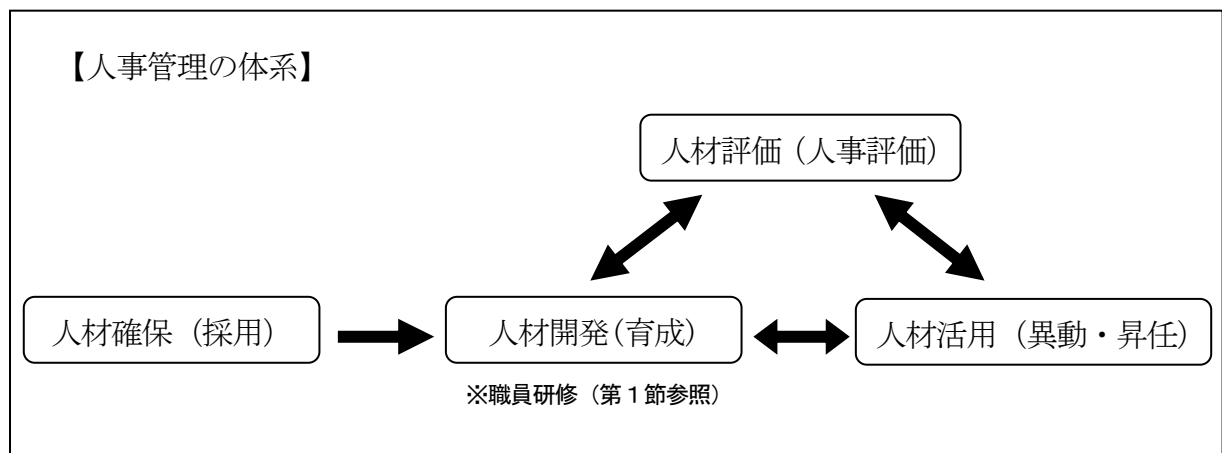 【人事管理の体系】
人材評価（人事評価）
人材確保（採用）
人材開発（育成）
人材活用（異動・昇任）
※職員研修（第１節参照）